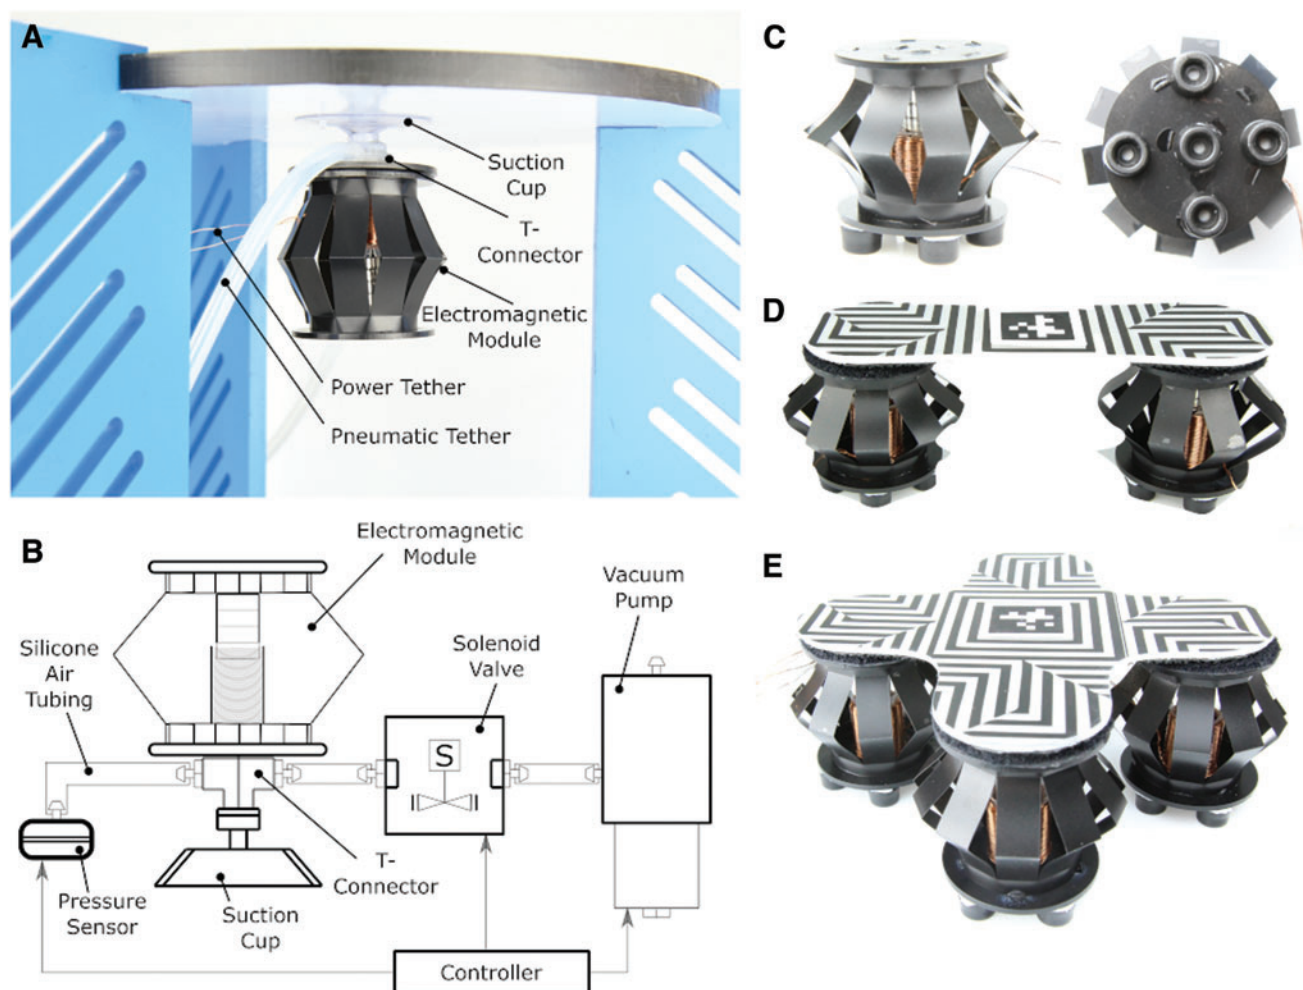 A
Suction
Cup
T-
Connector
Electromagnetic
Module
Power Tether
Pneumatic Tether
B
Electromagnetic
Module
Vacuum
Pump
Solenoid
Valve
Silicone
Air
Tubing
S
T-
Connector
Pressure
Sensor
Suction
Cup
Controller
C
D
E